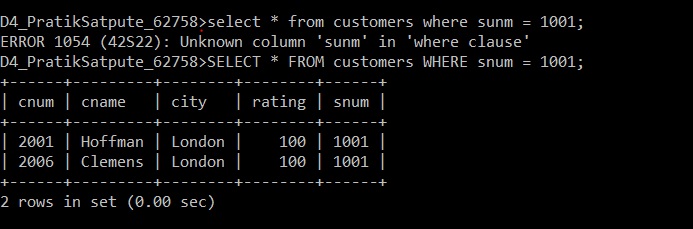 D4_PratikSatpute_62758>select * from customers where sunm = 1001;
ERROR 1054 (42S22): Unknown column 'sunm' in 'where clause'
D4_PratikSatpute_62758>SELECT * FROM customers WHERE snum = 1001;
+------+---------+--------+--------+------+
| cnum | cname   | city   | rating | snum |
+------+---------+--------+--------+------+
| 2001 | Hoffman | London |    100 | 1001 |
| 2006 | Clemens | London |    100 | 1001 |
+------+---------+--------+--------+------+
2 rows in set (0.00 sec)